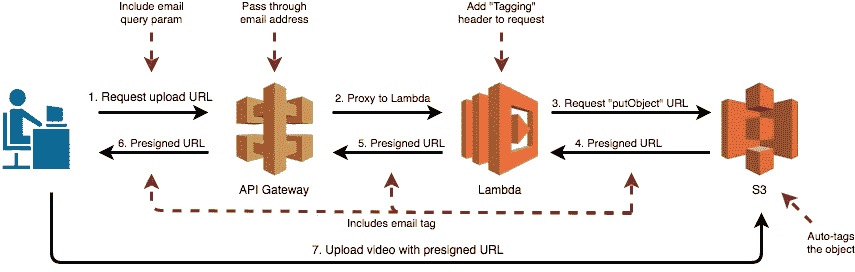 Include email
query param
Pass through
email address
Add "Tagging"
header to request
1. Request upload URL
2. Proxy to Lambda
3. Request "putObject" URL
6. Presigned URL
5. Presigned URL
4. Presigned URL
API Gateway
Lambda
S3
Includes email tag
Auto-tags
the object
7. Upload video with presigned URL